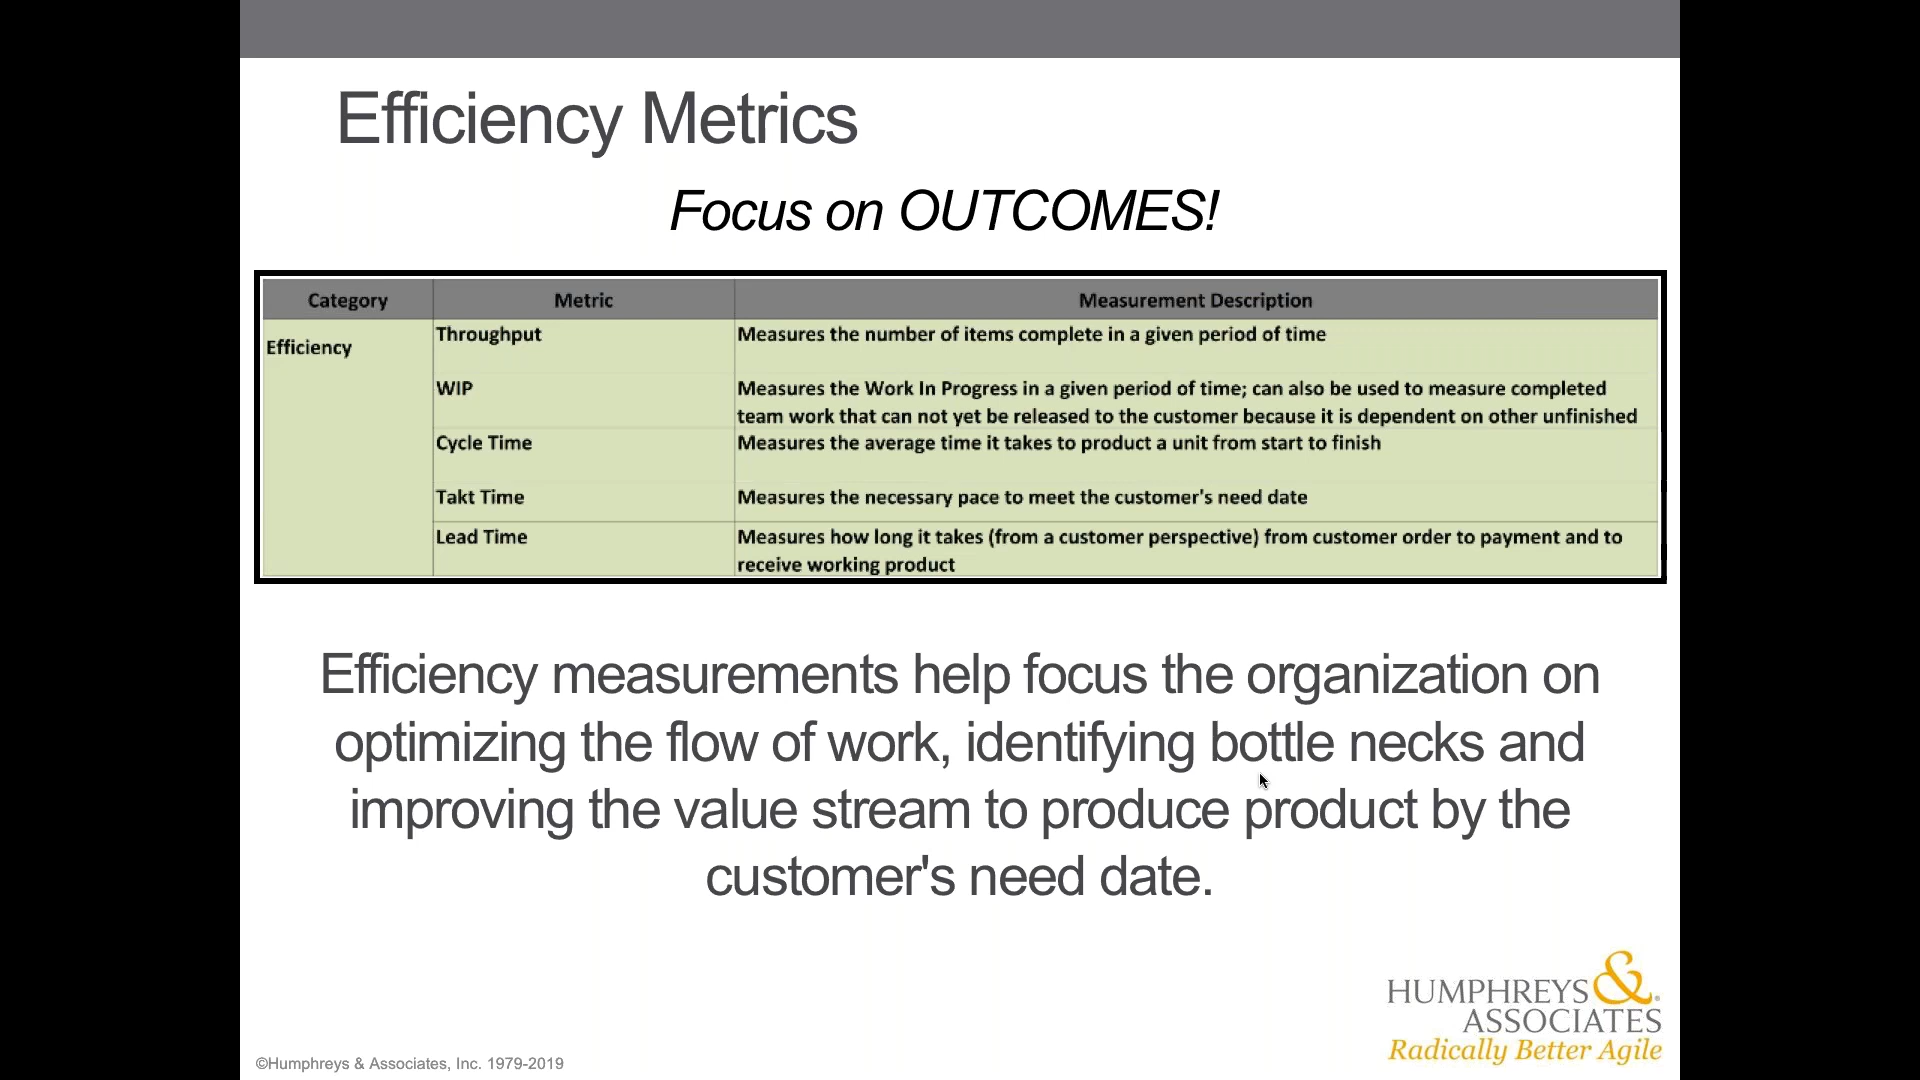 Efficiency Metrics
Focus on OUTCOMES!
Category Metric Measurement Description
Efficiency
Throughput Measures the number of items complete in a given period of time
WIP Measures the Work In Progress in a given period of time; can also be used to measure completed
team work that can not yet be released to the customer because it is dependent on other unfinished
Cycle Time Measures the average time it takes to product a unit from start to finish
Takt Time Measures the necessary pace to meet the customer's need date
Lead Time Measures how long it takes (from a customer perspective) from customer order to payment and to
receive working product
Efficiency measurements help focus the organization on
optimizing the flow of work, identifying bottle necks and
improving the value stream to produce product by the
customer's need date.
HUMPHREYS &
ASSOCIATES
Radically Better Agile
©Humphreys & Associates, Inc. 1979-2019